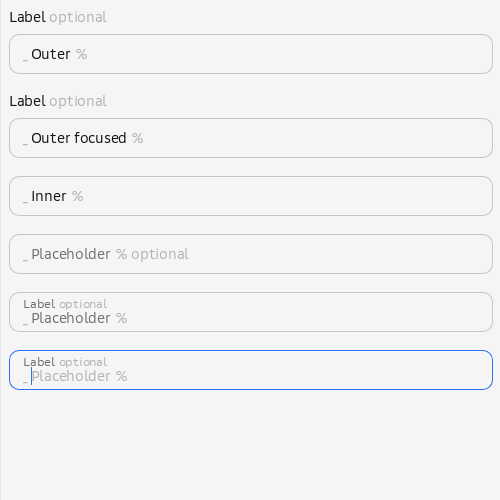 Label optional
_ Outer %
Label optional
_ Outer focused %
_ Inner %
_ Placeholder % optional
Label optional
_ Placeholder %
Label optional
_ Placeholder %